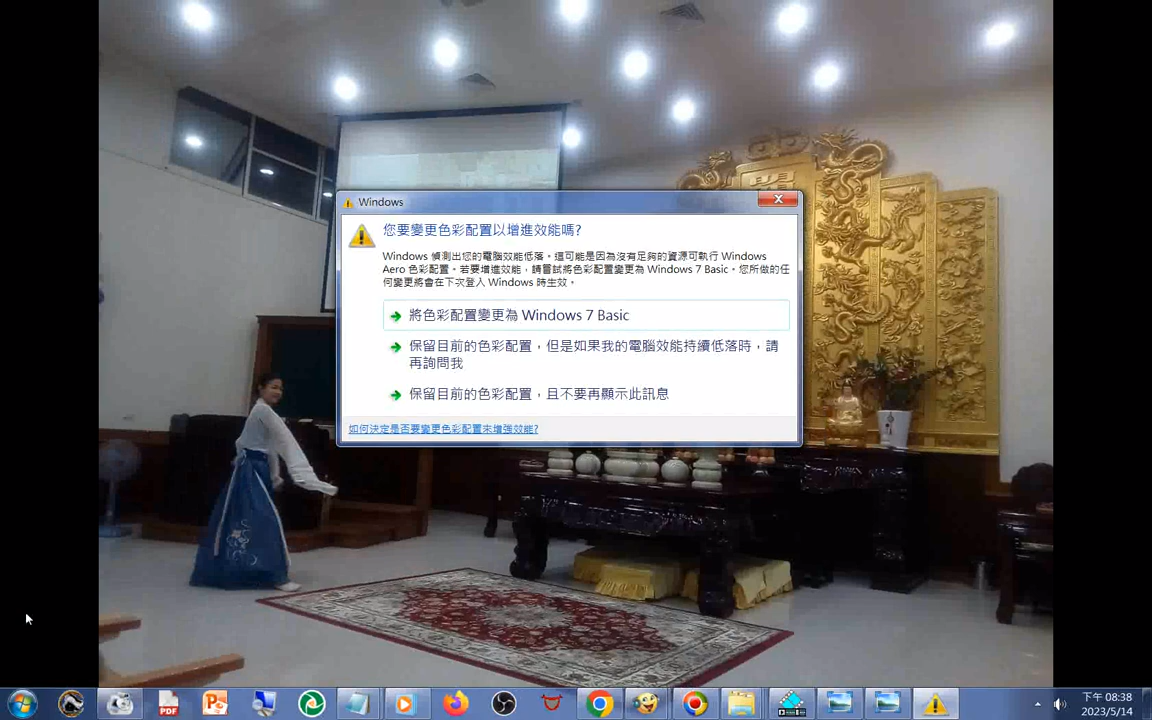 Windows
您要變更色彩配置以增進效能嗎?
Windows 偵測出您的電腦效能低落。這可能是因為沒有足夠的資源可執行 Windows
Aero 色彩配置。若要增進效能，請嘗試將色彩配置變更為 Windows 7 Basic。您所做的任
何變更將會在下次登入 Windows 時生效。
將色彩配置變更為 Windows 7 Basic
保留目前的色彩配置，但是如果我的電腦效能持續低落時，請
再詢問我
保留目前的色彩配置，且不要再顯示此訊息
如何決定是否要變更色彩配置來增強效能?
PDF
下午 08:38
2023/5/14